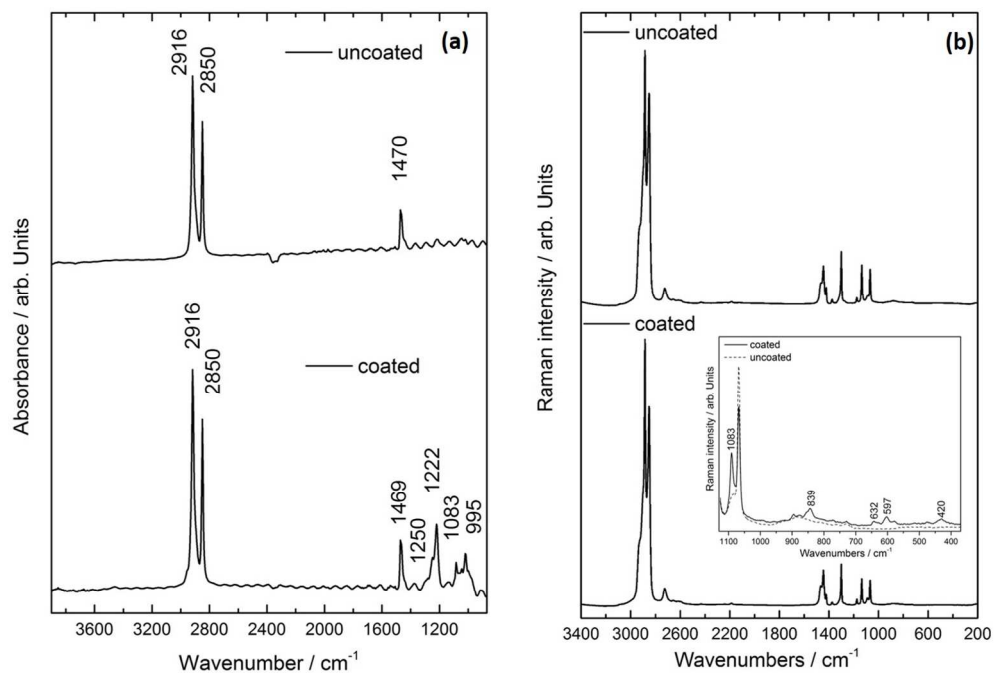 (a)
uncoated
2916
2850
1470
coated
2916
2850
1469
1250
1222
1083
995
Absorbance / arb. Units
3600 3200 2800 2400 2000 1600 1200
Wavenumber / cm-1
(b)
uncoated
coated
Raman intensity / arb. Units
coated
uncoated
Raman intensity / arb. Units
1083
839
632
597
420
1100 1000 900 800 700 600 500 400
Wavenumbers / cm-1
3400 3000 2600 2200 1800 1400 1000 600 200
Wavenumbers / cm-1